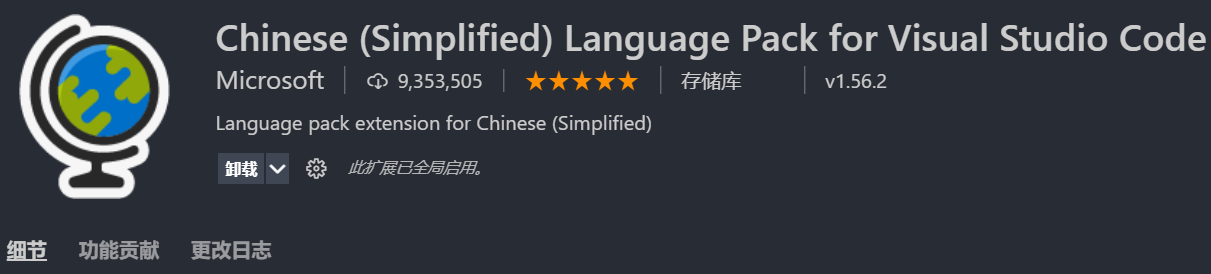 Chinese (Simplified) Language Pack for Visual Studio Code
Microsoft 9,353,505 存储库 v1.56.2
Language pack extension for Chinese (Simplified)
卸载 此扩展已全局启用。
细节 功能贡献 更改日志